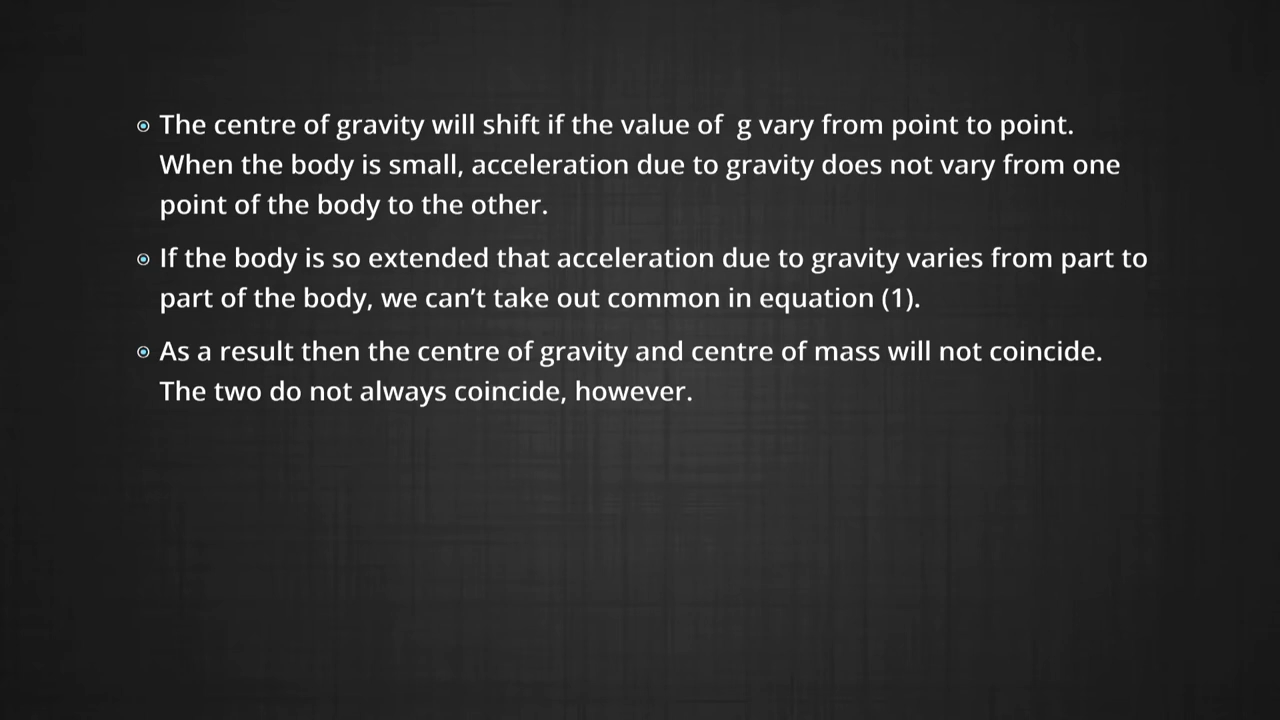 The centre of gravity will shift if the value of g vary from point to point.
When the body is small, acceleration due to gravity does not vary from one
point of the body to the other.
If the body is so extended that acceleration due to gravity varies from part to
part of the body, we can’t take out common in equation (1).
As a result then the centre of gravity and centre of mass will not coincide.
The two do not always coincide, however.